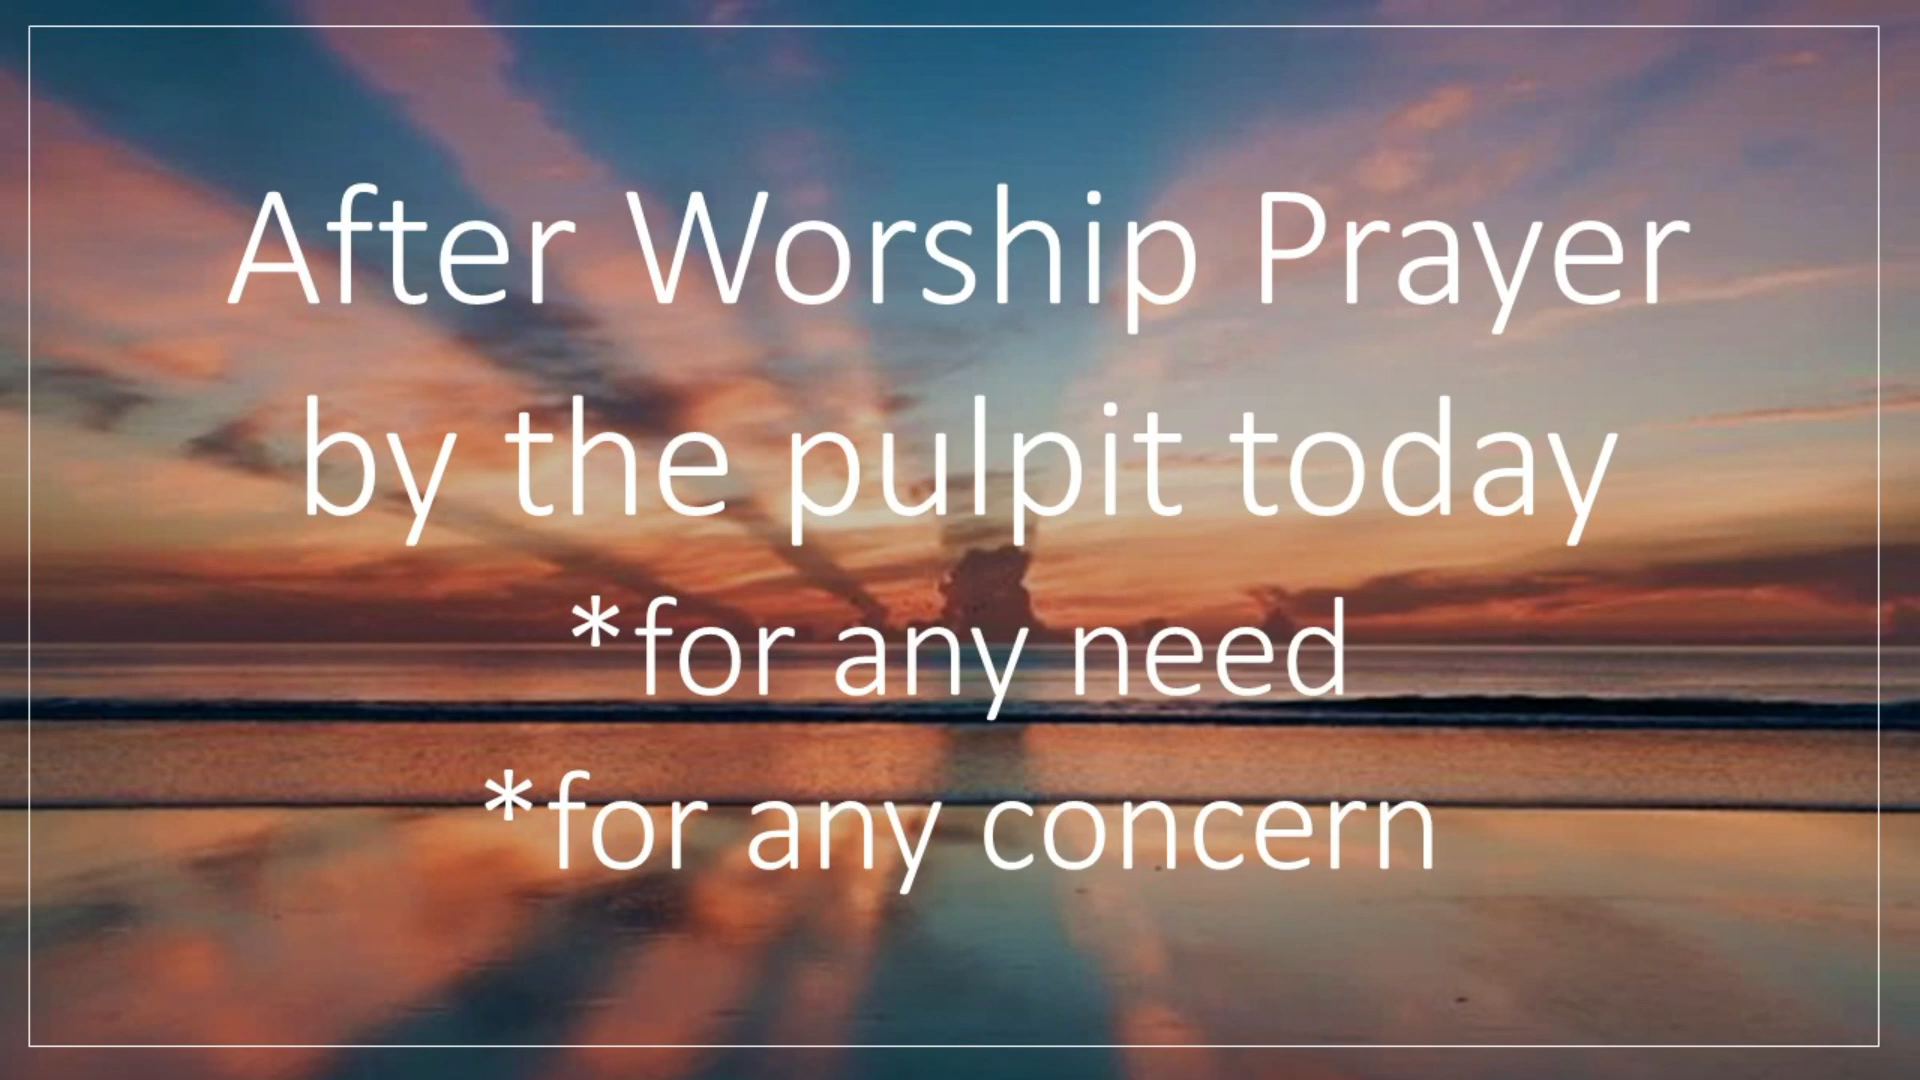 After Worship Prayer
by the pulpit today
*for any need
*for any concern